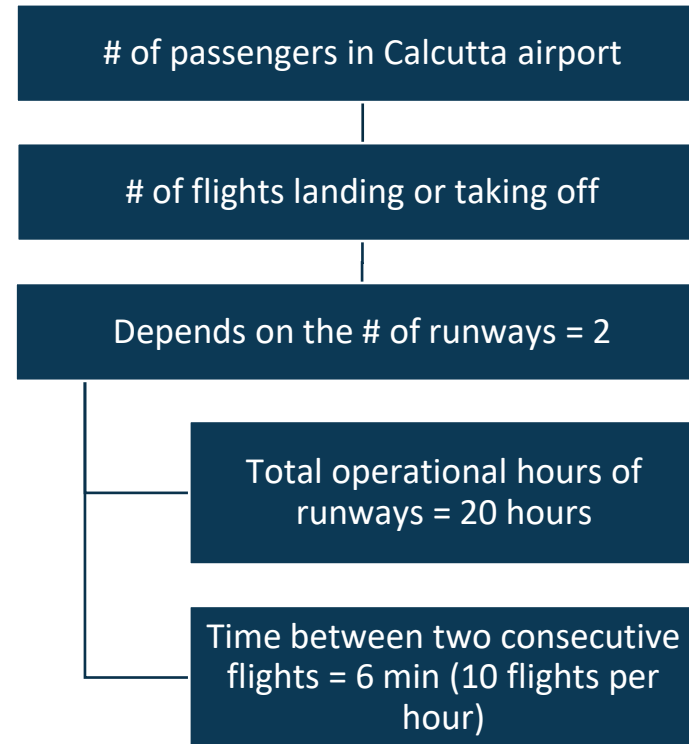 # of passengers in Calcutta airport
# of flights landing or taking off
Depends on the # of runways = 2
Total operational hours of
runways = 20 hours
Time between two consecutive
flights = 6 min (10 flights per
hour)